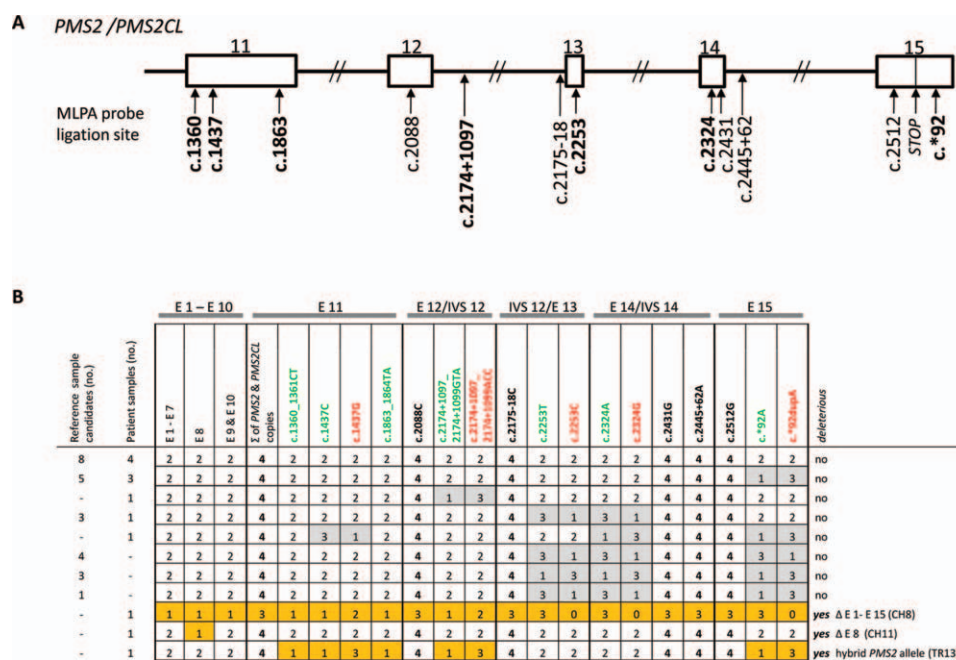 A
PMS2 /PMS2CL
11 12 13 14 15
MLPA probe
ligation site
c.1360 c.1437 c.1863 c.2088 c.2174+1097 c.2175-18 c.2253 c.2324 c.2431 c.2445+62 c.2512 STOP c.*92
B
E 1 – E 10 E 11 E 12/IVS 12 IVS 12/E 13 E 14/IVS 14 E 15
Reference sample
candidates (no.)
Patient samples (no.)
E 1 - E 7
E 8
E 9 & E 10
Σ of PMS2 & PMS2CL
copies
c.1360_1361CT
c.1437C
c.1437G
c.1863_1864TA
c.2088C
c.2174+1097_
2174+1099GTA
c.2174+1097_
2174+1099ACC
c.2175-18C
c.2253T
c.2253C
c.2324A
c.2324G
c.2431G
c.2445+62A
c.2512G
c.*92A
c.*92dupA
deleterious
8 4 2 2 2 4 2 2 2 2 4 2 2 4 2 2 2 2 4 4 4 2 2 no
5 3 2 2 2 4 2 2 2 2 4 2 2 4 2 2 2 2 4 4 4 1 3 no
- 1 2 2 2 4 2 2 2 2 4 1 3 4 2 2 2 2 4 4 4 2 2 no
3 1 2 2 2 4 2 2 2 2 4 2 2 4 3 1 3 1 4 4 4 2 2 no
- 1 2 2 2 4 2 3 1 2 4 2 2 4 2 2 1 3 4 4 4 1 3 no
4 - 2 2 2 4 2 2 2 2 4 2 2 4 3 1 3 1 4 4 4 3 1 no
3 - 2 2 2 4 2 2 2 2 4 2 2 4 1 3 1 3 4 4 4 1 3 no
1 - 2 2 2 4 2 2 2 2 4 2 2 4 3 1 3 1 4 4 4 1 3 no
- 1 1 1 1 3 1 1 2 1 3 1 2 3 3 0 3 0 3 3 3 3 0 yes Δ E 1- E 15 (CH8)
- 1 2 1 2 4 2 2 2 2 4 2 2 4 2 2 2 2 4 4 4 2 2 yes Δ E 8 (CH11)
- 1 2 2 2 4 1 1 3 1 4 1 3 4 2 2 2 2 4 4 4 1 3 yes hybrid PMS2 allele (TR13